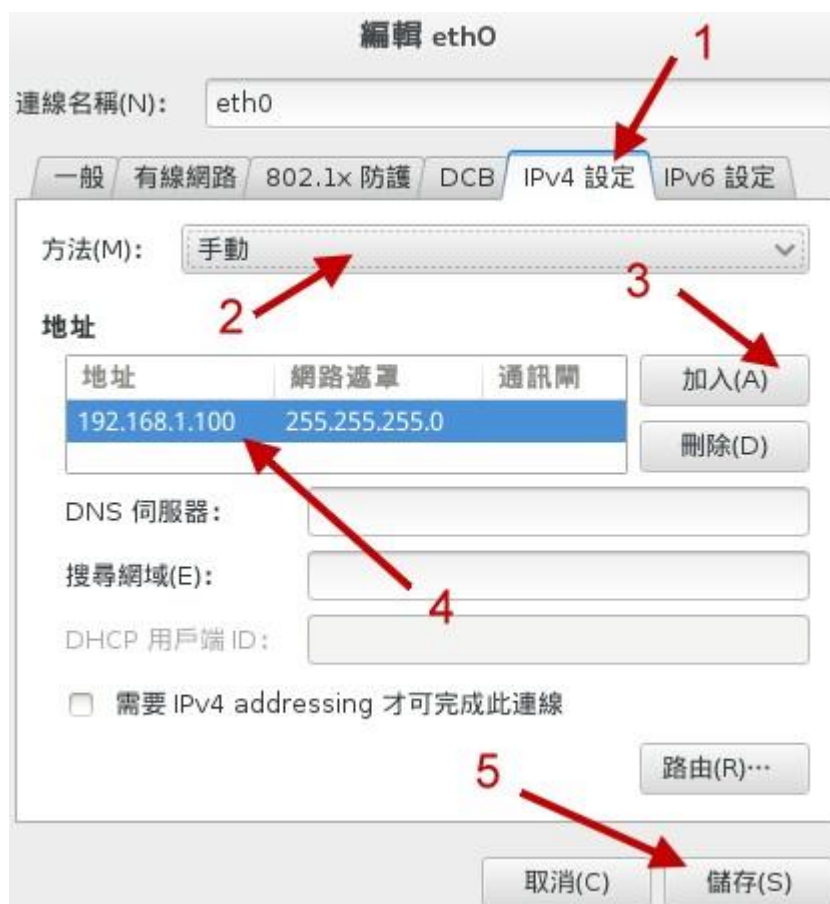 編輯 eth0
1
連線名稱(N): eth0
一般 有線網路 802.1x 防護 DCB IPv4 設定 IPv6 設定
方法(M): 手動
2
3
地址
地址 網路遮罩 通訊閘 加入(A)
192.168.1.100 255.255.255.0
刪除(D)
DNS 伺服器:
搜尋網域(E):
4
DHCP 用戶端 ID:
需要 IPv4 addressing 才可完成此連線
路由(R)…
5
取消(C) 儲存(S)